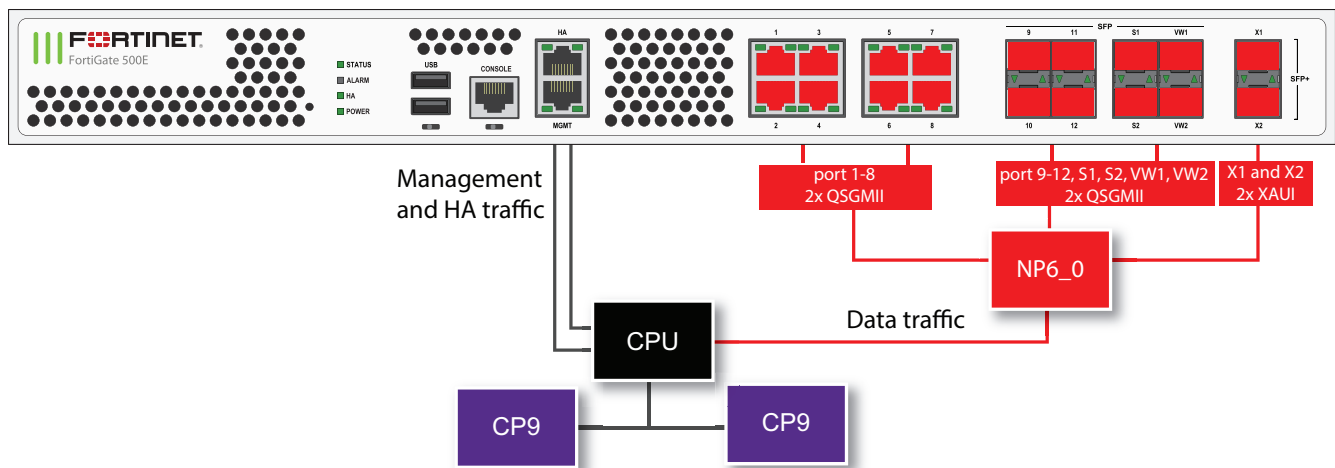 FORTINET
FortiGate 500E
STATUS
ALARM
HA
POWER
USB
CONSOLE
HA
MGMT
1 3
2 4
5 7
6 8
SFP
9 11 S1 VW1
10 12 S2 VW2
X1
X2
SFP+
Management
and HA traffic
port 1-8
2x QSGMII
port 9-12, S1, S2, VW1, VW2
2x QSGMII
X1 and X2
2x XAUI
NP6_0
Data traffic
CPU
CP9
CP9